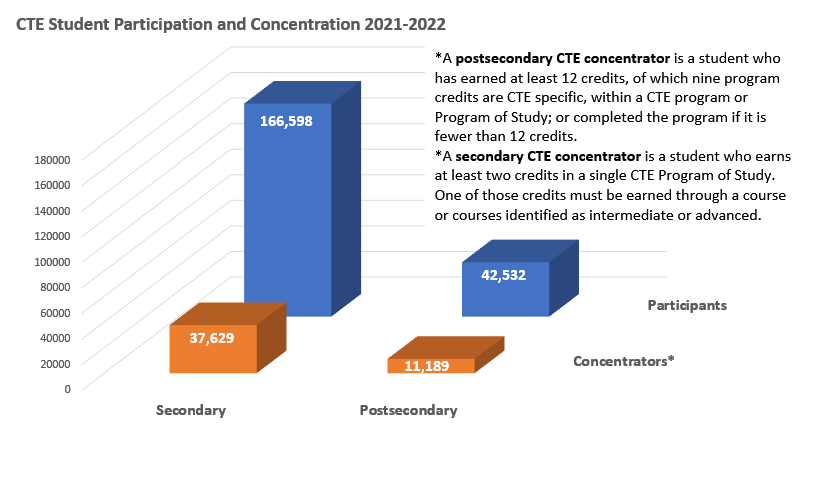 CTE Student Participation and Concentration 2021-2022
*A postsecondary CTE concentrator is a student who
has earned at least 12 credits, of which nine program
credits are CTE specific, within a CTE program or
Program of Study; or completed the program if it is
fewer than 12 credits.
*A secondary CTE concentrator is a student who earns
at least two credits in a single CTE Program of Study.
One of those credits must be earned through a course
or courses identified as intermediate or advanced.
166,598
180000
160000
140000
120000
100000
80000
60000
40000
20000
0
42,532
Participants
37,629
11,189
Concentrators*
Secondary
Postsecondary